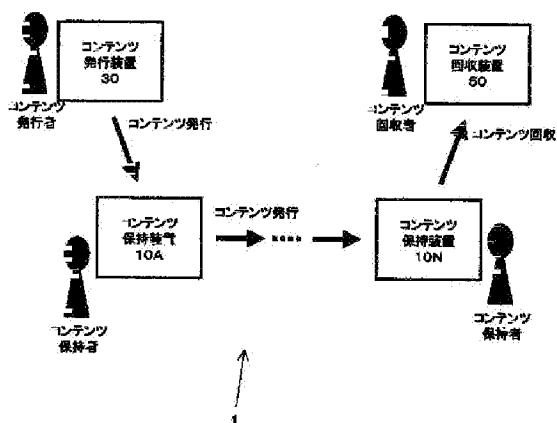 コンテンツ
発行装置
30
コンテンツ
発行者
コンテンツ発行
コンテンツ
回収装置
50
コンテンツ
回収者
コンテンツ回収
コンテンツ
保持装置
10A
コンテンツ
保持者
コンテンツ発行
コンテンツ
保持装置
10N
コンテンツ
保持者
1